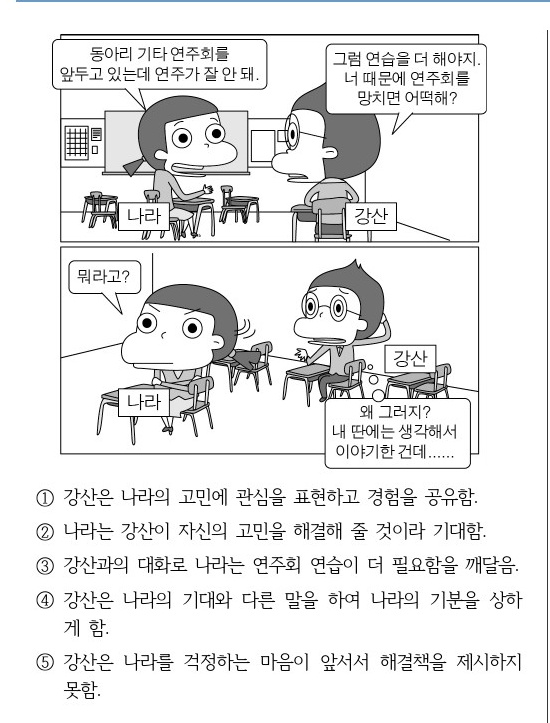 동아리 기타 연주회를
앞두고 있는데 연주가 잘 안 돼.
그럼 연습을 더 해야지.
너 때문에 연주회를
망치면 어떡해?
나라
강산
뭐라고?
나라
강산
왜 그러지?
내 딴에는 생각해서
이야기한 건데……
① 강산은 나라의 고민에 관심을 표현하고 경험을 공유함.
② 나라는 강산이 자신의 고민을 해결해 줄 것이라 기대함.
③ 강산과의 대화로 나라는 연주회 연습이 더 필요함을 깨달음.
④ 강산은 나라의 기대와 다른 말을 하여 나라의 기분을 상하
게 함.
⑤ 강산은 나라를 걱정하는 마음이 앞서서 해결책을 제시하지
못함.